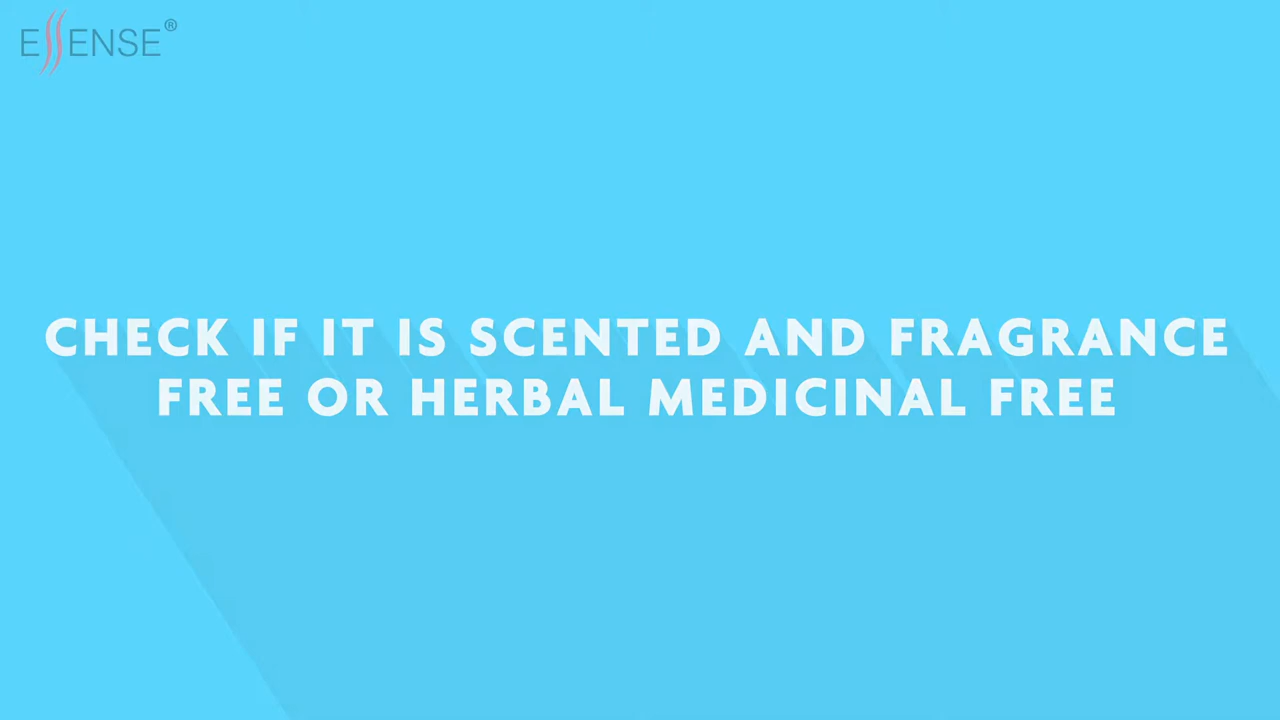 ESSENSE®
CHECK IF IT IS SCENTED AND FRAGRANCE
FREE OR HERBAL MEDICINAL FREE